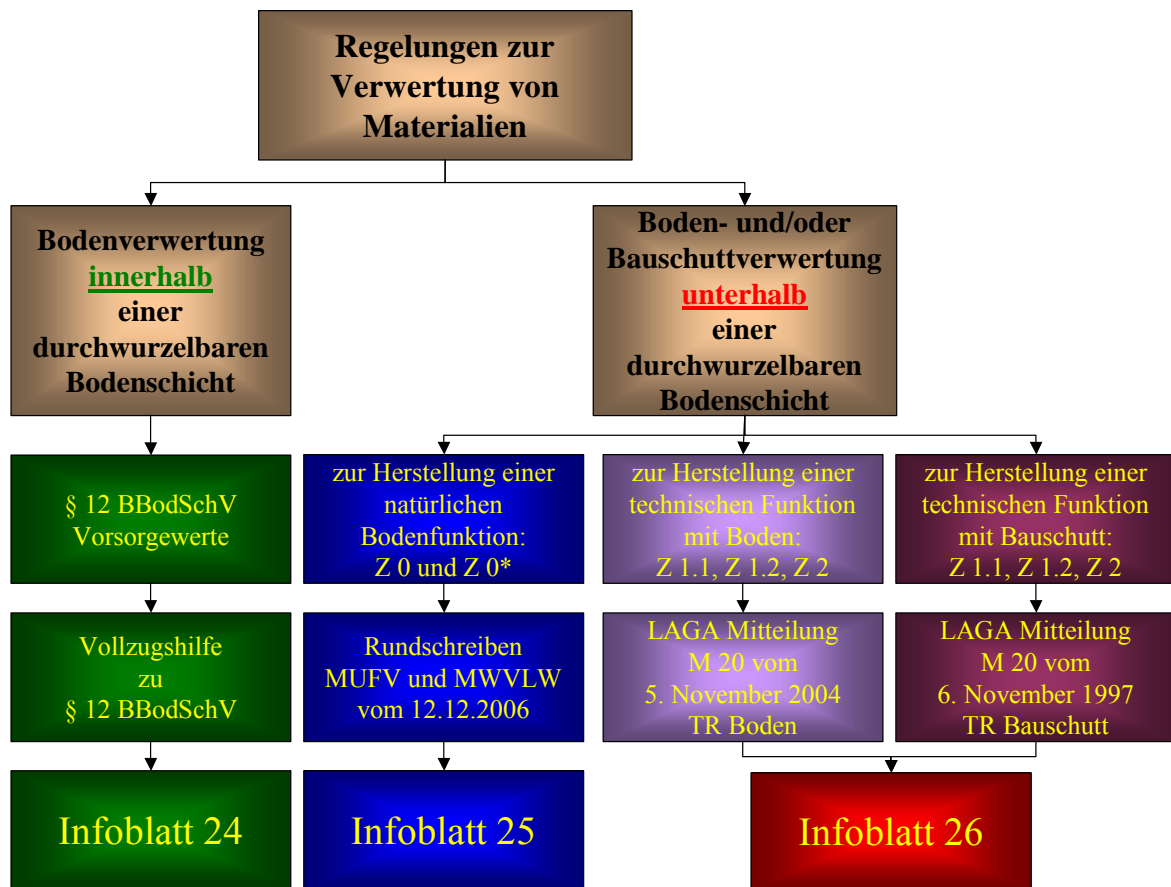 Regelungen zur
Verwertung von
Materialien
Bodenverwertung
innerhalb
einer
durchwurzelbaren
Bodenschicht
Boden- und/oder
Bauschuttverwertung
unterhalb
einer
durchwurzelbaren
Bodenschicht
§ 12 BBodSchV
Vorsorgewerte
zur Herstellung einer
natürlichen
Bodenfunktion:
Z 0 und Z 0*
zur Herstellung einer
technischen Funktion
mit Boden:
Z 1.1, Z 1.2, Z 2
zur Herstellung einer
technischen Funktion
mit Bauschutt:
Z 1.1, Z 1.2, Z 2
Vollzugshilfe
zu
§ 12 BBodSchV
Rundschreiben
MUFV und MWVLW
vom 12.12.2006
LAGA Mitteilung
M 20 vom
5. November 2004
TR Boden
LAGA Mitteilung
M 20 vom
6. November 1997
TR Bauschutt
Infoblatt 24
Infoblatt 25
Infoblatt 26